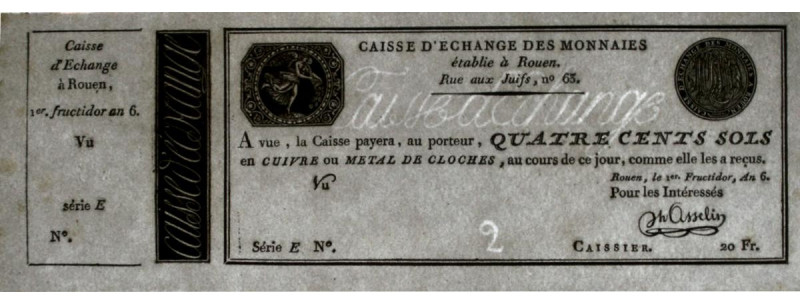 Caisse
d'Echange
à Rouen,
1er. fructidor an 6.
Vu
série E
N°.
Caisse d'échange
CAISSE D'ECHANGE DES MONNAIES
établie à Rouen.
Rue aux Juifs, n° 63.
Caisse d'échange
A vue, la Caisse payera, au porteur, QUATRE CENTS SOLS
en CUIVRE ou METAL DE CLOCHES, au cours de ce jour, comme elle les a reçus.
Rouen, le 1er. Fructidor, An 6.
Vu
Pour les Intéressés
Ph Asselin
2
Série E N°.
CAISSIER.
20 Fr.